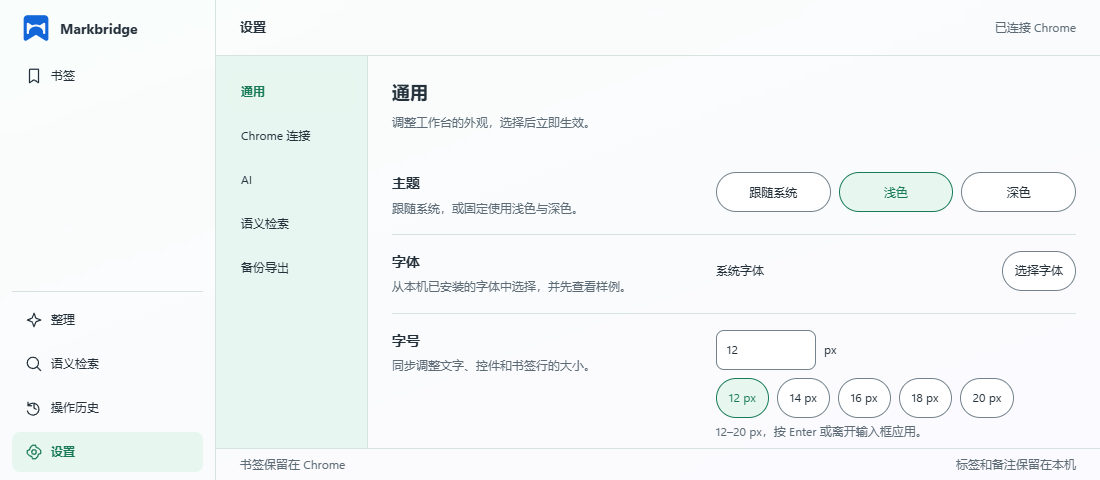 Markbridge
书签
整理
语义检索
操作历史
设置
设置
已连接 Chrome
通用
Chrome 连接
AI
语义检索
备份导出
通用
调整工作台的外观，选择后立即生效。
主题
跟随系统，或固定使用浅色与深色。
跟随系统
浅色
深色
字体
从本机已安装的字体中选择，并先查看样例。
系统字体
选择字体
字号
同步调整文字、控件和书签行的大小。
12
px
12 px
14 px
16 px
18 px
20 px
12–20 px，按 Enter 或离开输入框应用。
书签保留在 Chrome
标签和备注保留在本机